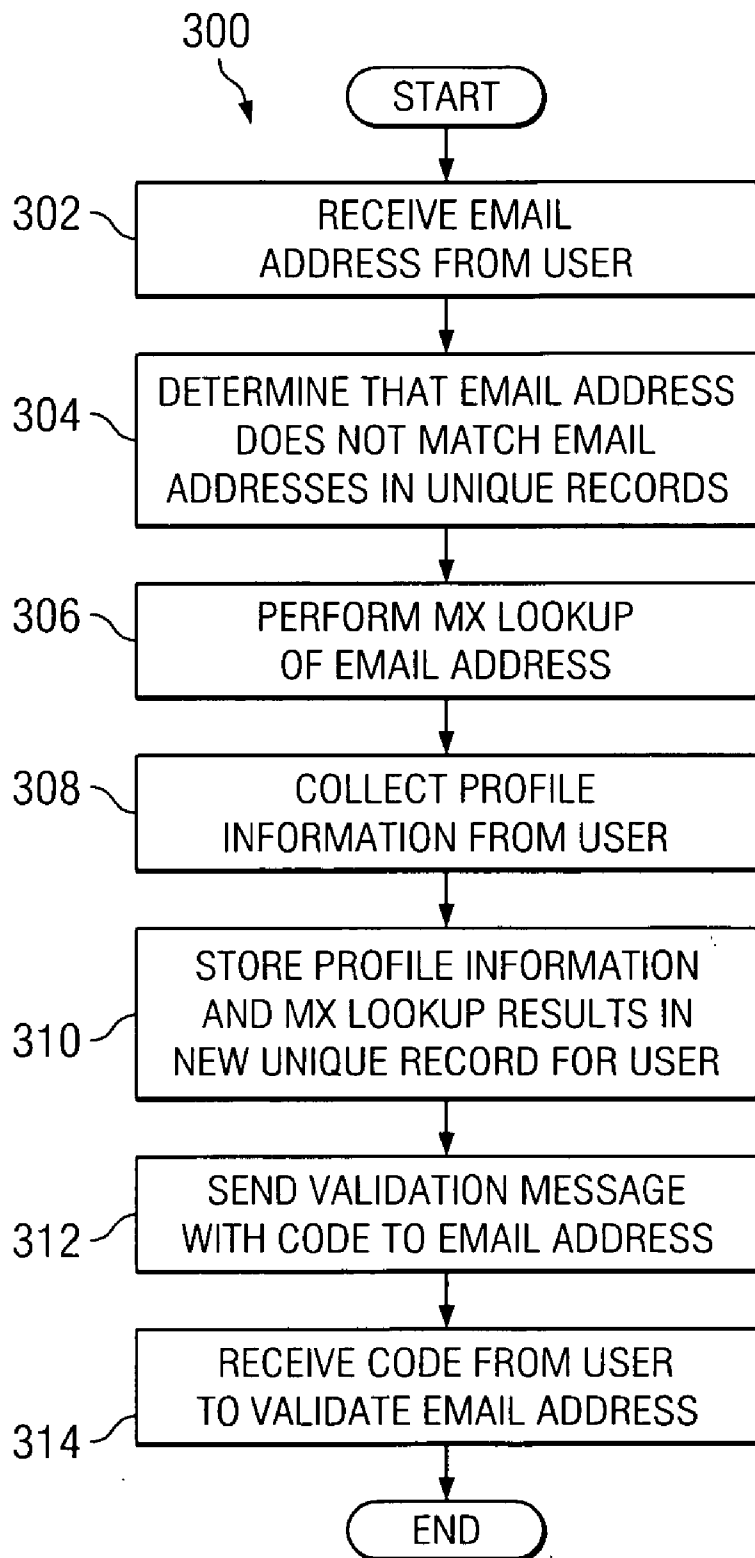 300
START
302
RECEIVE EMAIL
ADDRESS FROM USER
304
DETERMINE THAT EMAIL ADDRESS
DOES NOT MATCH EMAIL
ADDRESSES IN UNIQUE RECORDS
306
PERFORM MX LOOKUP
OF EMAIL ADDRESS
308
COLLECT PROFILE
INFORMATION FROM USER
310
STORE PROFILE INFORMATION
AND MX LOOKUP RESULTS IN
NEW UNIQUE RECORD FOR USER
312
SEND VALIDATION MESSAGE
WITH CODE TO EMAIL ADDRESS
314
RECEIVE CODE FROM USER
TO VALIDATE EMAIL ADDRESS
END